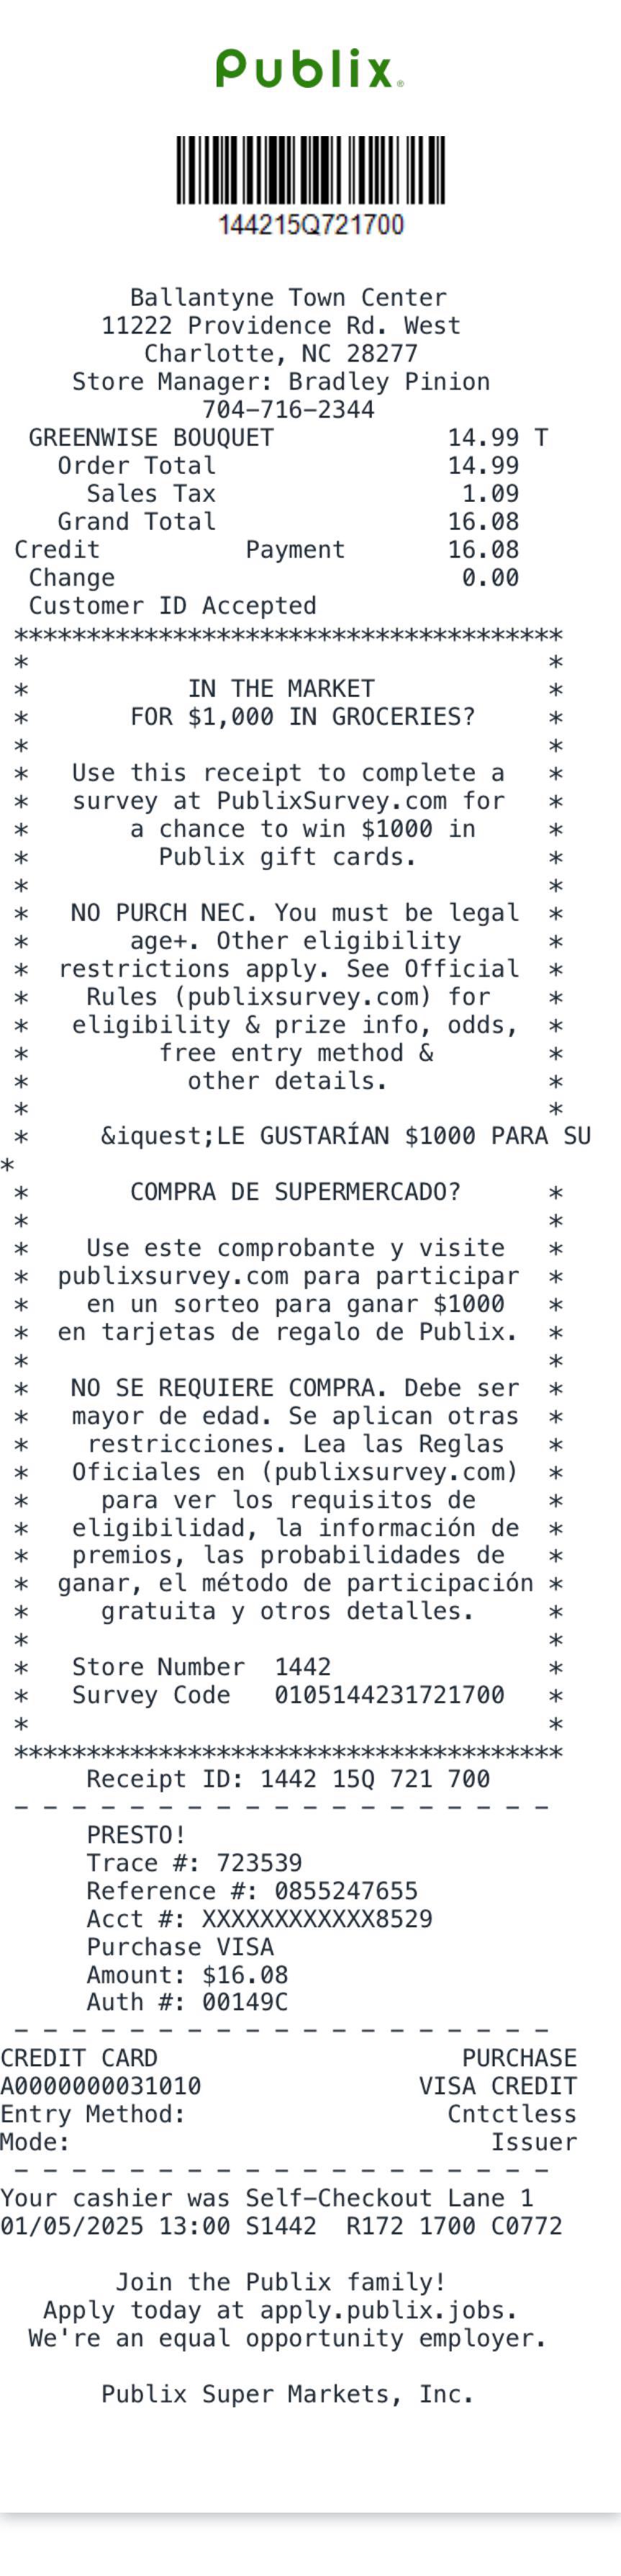 Publix®
144215Q721700
Ballantyne Town Center
11222 Providence Rd. West
Charlotte, NC 28277
Store Manager: Bradley Pinion
704-716-2344
GREENWISE BOUQUET 14.99 T
Order Total 14.99
Sales Tax 1.09
Grand Total 16.08
Credit Payment 16.08
Change 0.00
Customer ID Accepted
**************************************
* *
* IN THE MARKET *
* FOR $1,000 IN GROCERIES? *
* *
* Use this receipt to complete a *
* survey at PublixSurvey.com for *
* a chance to win $1000 in *
* Publix gift cards. *
* *
* NO PURCH NEC. You must be legal *
* age+. Other eligibility *
* restrictions apply. See Official *
* Rules (publixsurvey.com) for *
* eligibility & prize info, odds, *
* free entry method & *
* other details. *
* *
* &iquest;LE GUSTARÍAN $1000 PARA SU
*
* COMPRA DE SUPERMERCADO? *
* *
* Use este comprobante y visite *
* publixsurvey.com para participar *
* en un sorteo para ganar $1000 *
* en tarjetas de regalo de Publix. *
* *
* NO SE REQUIERE COMPRA. Debe ser *
* mayor de edad. Se aplican otras *
* restricciones. Lea las Reglas *
* Oficiales en (publixsurvey.com) *
* para ver los requisitos de *
* eligibilidad, la información de *
* premios, las probabilidades de *
* ganar, el método de participación *
* gratuita y otros detalles. *
* *
* Store Number 1442 *
* Survey Code 0105144231721700 *
* *
**************************************
Receipt ID: 1442 15Q 721 700
- - - - - - - - - - - - - - - - - - -
PRESTO!
Trace #: 723539
Reference #: 0855247655
Acct #: XXXXXXXXXXXX8529
Purchase VISA
Amount: $16.08
Auth #: 00149C
- - - - - - - - - - - - - - - - - - -
CREDIT CARD PURCHASE
A0000000031010 VISA CREDIT
Entry Method: Cntctless
Mode: Issuer
- - - - - - - - - - - - - - - - - - -
Your cashier was Self-Checkout Lane 1
01/05/2025 13:00 S1442 R172 1700 C0772
Join the Publix family!
Apply today at apply.publix.jobs.
We're an equal opportunity employer.
Publix Super Markets, Inc.